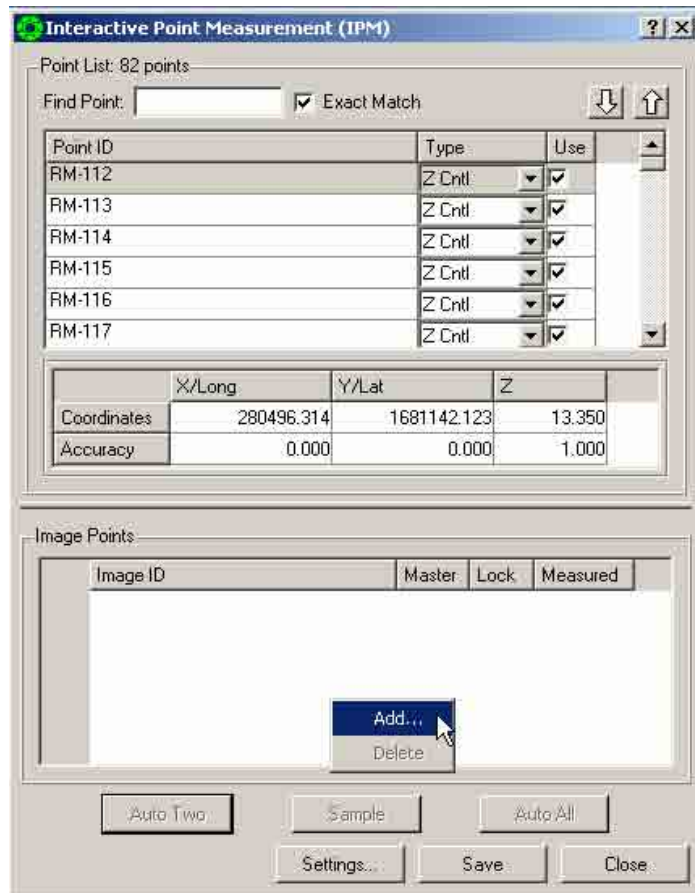 Interactive Point Measurement (IPM)
Point List: 82 points
Find Point: Exact Match
Point ID Type Use
RM-112 Z Cntl
RM-113 Z Cntl
RM-114 Z Cntl
RM-115 Z Cntl
RM-116 Z Cntl
RM-117 Z Cntl
X/Long Y/Lat Z
Coordinates 280496.314 1681142.123 13.350
Accuracy 0.000 0.000 1.000
Image Points
Image ID Master Lock Measured
Add...
Delete
Auto Two Sample Auto All
Settings... Save Close